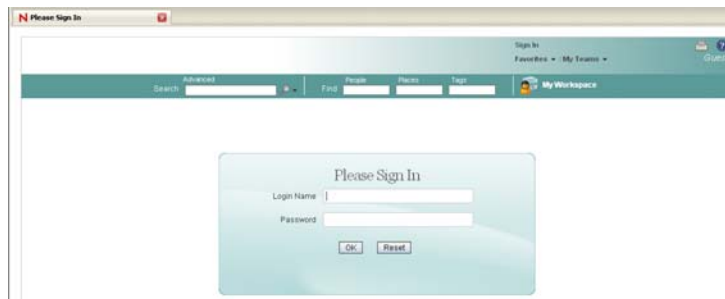 N Please Sign In
Sign In
Favorites My Teams
Guest
Advanced
People Places Tags
Search
Find
My Workspace
Please Sign In
Login Name
Password
OK Reset